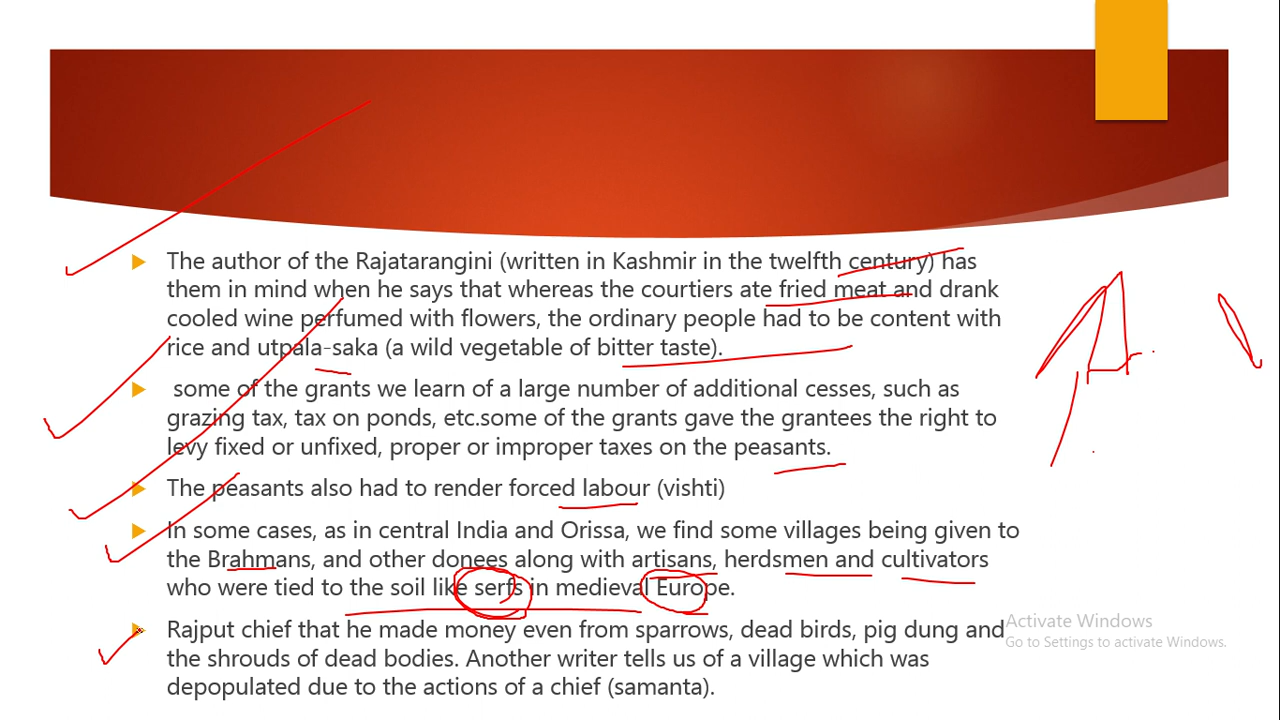 The author of the Rajatarangini (written in Kashmir in the twelfth century) has
them in mind when he says that whereas the courtiers ate fried meat and drank
cooled wine perfumed with flowers, the ordinary people had to be content with
rice and utpala-saka (a wild vegetable of bitter taste).
some of the grants we learn of a large number of additional cesses, such as
grazing tax, tax on ponds, etc.some of the grants gave the grantees the right to
levy fixed or unfixed, proper or improper taxes on the peasants.
The peasants also had to render forced labour (vishti)
In some cases, as in central India and Orissa, we find some villages being given to
the Brahmans, and other donees along with artisans, herdsmen and cultivators
who were tied to the soil like serfs in medieval Europe.
Rajput chief that he made money even from sparrows, dead birds, pig dung and
the shrouds of dead bodies. Another writer tells us of a village which was
depopulated due to the actions of a chief (samanta).
Activate Windows
Go to Settings to activate Windows.